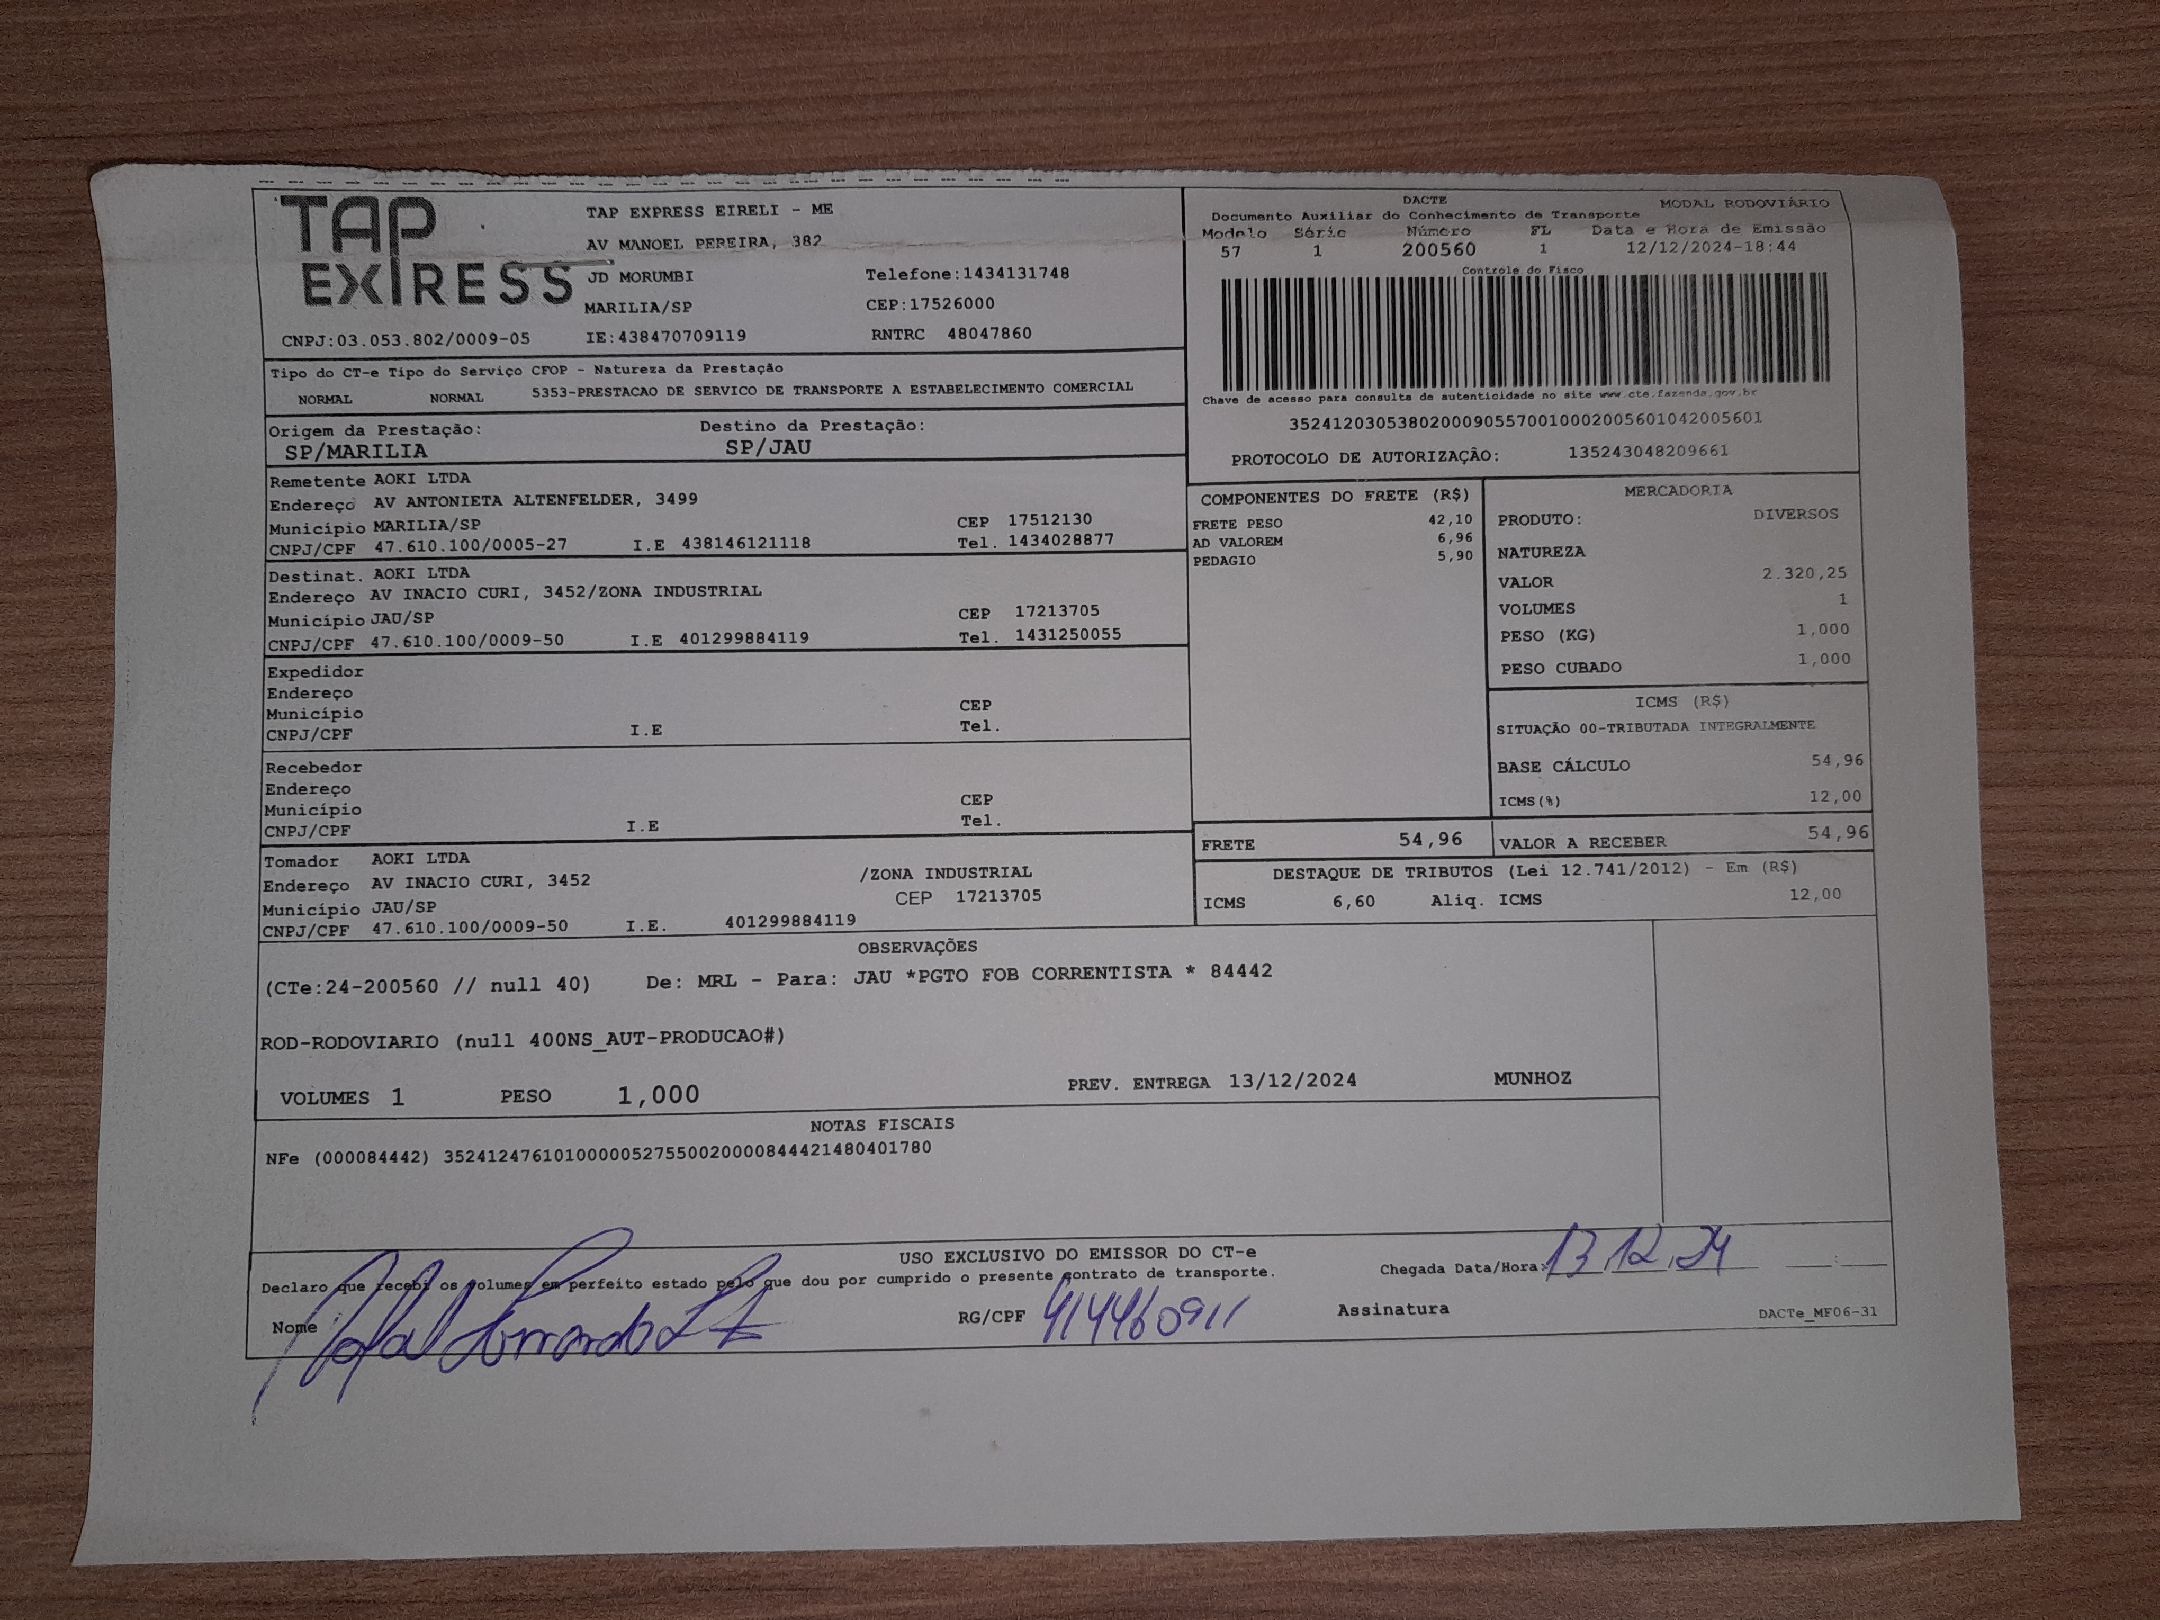 TAP
EXPRESS
TAP EXPRESS EIRELI - ME
AV MANOEL PEREIRA, 382
JD MORUMBI Telefone:1434131748
MARILIA/SP CEP:17526000
CNPJ:03.053.802/0009-05 IE:438470709119 RNTRC 48047860
DACTE MODAL RODOVIÁRIO
Documento Auxiliar do Conhecimento de Transporte
Modelo Série Número FL Data e Hora de Emissão
57 1 200560 1 12/12/2024-18:44
Controle do Fisco
Chave de acesso para consulta de autenticidade no site www.cte.fazenda.gov.br
35241203053802000905570010002005601042005601
PROTOCOLO DE AUTORIZAÇÃO: 135243048209661
Tipo do CT-e Tipo do Serviço CFOP - Natureza da Prestação
NORMAL NORMAL 5353-PRESTACAO DE SERVICO DE TRANSPORTE A ESTABELECIMENTO COMERCIAL
Origem da Prestação: Destino da Prestação:
SP/MARILIA SP/JAU
Remetente AOKI LTDA
Endereço AV ANTONIETA ALTENFELDER, 3499
Município MARILIA/SP CEP 17512130
CNPJ/CPF 47.610.100/0005-27 I.E 438146121118 Tel. 1434028877
Destinat. AOKI LTDA
Endereço AV INACIO CURI, 3452/ZONA INDUSTRIAL
Município JAU/SP CEP 17213705
CNPJ/CPF 47.610.100/0009-50 I.E 401299884119 Tel. 1431250055
Expedidor
Endereço
Município CEP
CNPJ/CPF I.E Tel.
Recebedor
Endereço
Município CEP
CNPJ/CPF I.E Tel.
Tomador AOKI LTDA
Endereço AV INACIO CURI, 3452 /ZONA INDUSTRIAL
Município JAU/SP CEP 17213705
CNPJ/CPF 47.610.100/0009-50 I.E. 401299884119
COMPONENTES DO FRETE (R$)
FRETE PESO 42,10
AD VALOREM 6,96
PEDAGIO 5,90
MERCADORIA
PRODUTO: DIVERSOS
NATUREZA
VALOR 2.320,25
VOLUMES 1
PESO (KG) 1,000
PESO CUBADO 1,000
ICMS (R$)
SITUAÇÃO 00-TRIBUTADA INTEGRALMENTE
BASE CÁLCULO 54,96
ICMS(%) 12,00
FRETE 54,96 VALOR A RECEBER 54,96
DESTAQUE DE TRIBUTOS (Lei 12.741/2012) - Em (R$)
ICMS 6,60 Aliq. ICMS 12,00
OBSERVAÇÕES
(CTe:24-200560 // null 40) De: MRL - Para: JAU *PGTO FOB CORRENTISTA * 84442
ROD-RODOVIARIO (null 400NS_AUT-PRODUCAO#)
VOLUMES 1 PESO 1,000 PREV. ENTREGA 13/12/2024 MUNHOZ
NOTAS FISCAIS
NFe (000084442) 35241247610100000527550020000844421480401780
USO EXCLUSIVO DO EMISSOR DO CT-e
Declaro que recebi os volumes em perfeito estado pelo que dou por cumprido o presente contrato de transporte. Chegada Data/Hora: 13.12.24
Nome RG/CPF 414460911 Assinatura DACTe_MF06-31